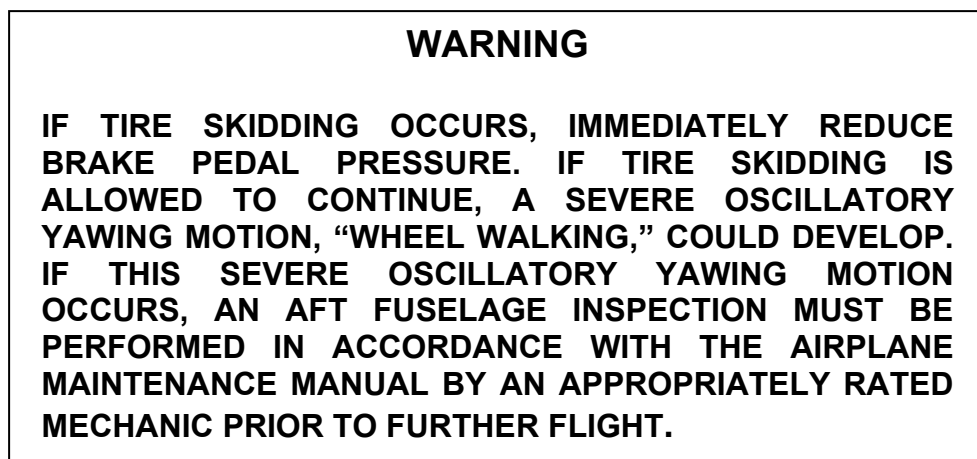 WARNING
IF TIRE SKIDDING OCCURS, IMMEDIATELY REDUCE
BRAKE PEDAL PRESSURE. IF TIRE SKIDDING IS
ALLOWED TO CONTINUE, A SEVERE OSCILLATORY
YAWING MOTION, “WHEEL WALKING,” COULD DEVELOP.
IF THIS SEVERE OSCILLATORY YAWING MOTION
OCCURS, AN AFT FUSELAGE INSPECTION MUST BE
PERFORMED IN ACCORDANCE WITH THE AIRPLANE
MAINTENANCE MANUAL BY AN APPROPRIATELY RATED
MECHANIC PRIOR TO FURTHER FLIGHT.